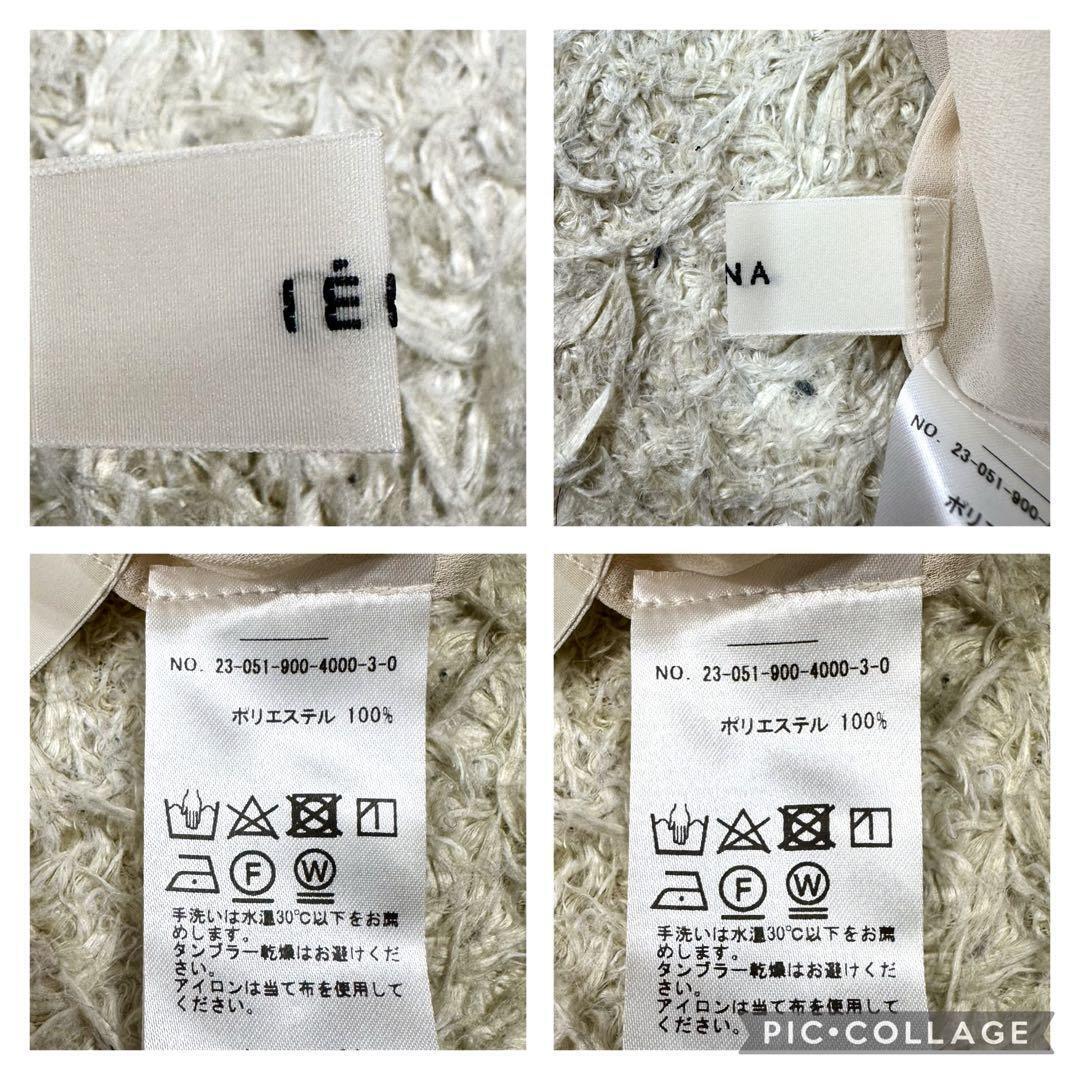 IÉ
NA
NO. 23-051-900-
NO. 23-051-900-4000-3-0
ポリエステル 100%
F
W
手洗いは水温30℃以下をお薦
めします。
タンブラー乾燥はお避けくだ
さい。
アイロンは当て布を使用して
ください。
NO. 23-051-900-4000-3-0
ポリエステル 100%
F
W
手洗いは水温30℃以下をお薦
めします。
タンブラー乾燥はお避けくだ
さい。
アイロンは当て布を使用して
ください。
PIC•COLLAGE